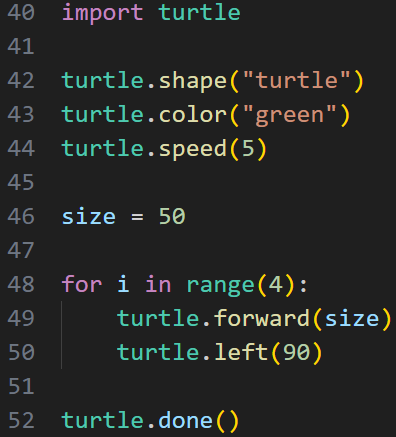 40 import turtle
41
42 turtle.shape("turtle")
43 turtle.color("green")
44 turtle.speed(5)
45
46 size = 50
47
48 for i in range(4):
49     turtle.forward(size)
50     turtle.left(90)
51
52 turtle.done()